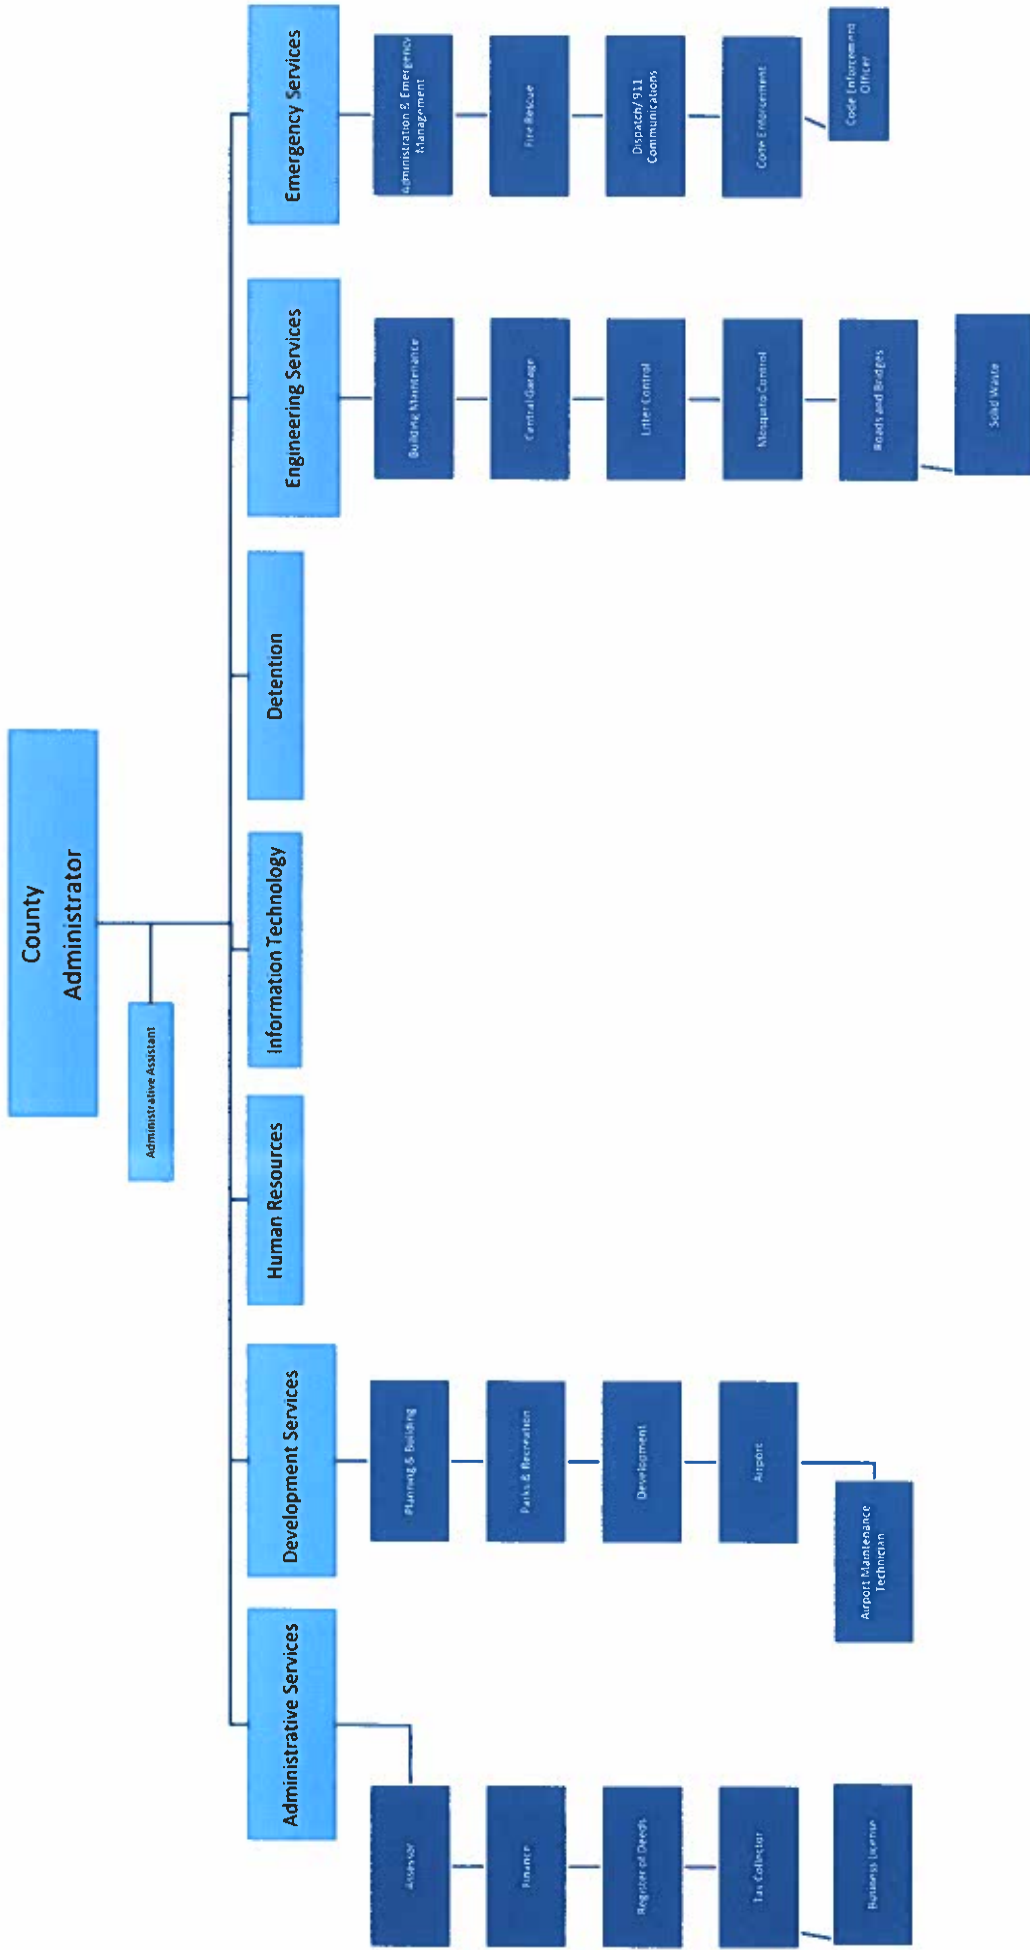 County
Administrator
Administrative Assistant
Administrative Services
Development Services
Human Resources
Information Technology
Detention
Engineering Services
Emergency Services
Assessor
Finance
Register of Deeds
Tax Collector
Business License
Planning & Building
Parks & Recreation
Development
Airport
Airport Maintenance
Technician
Building Maintenance
Central Garage
Litter Control
Mosquito Control
Roads and Bridges
Solid Waste
Administration & Emergency
Management
Fire Rescue
Dispatch/911
Communications
Code Enforcement
Code Enforcement
Officer